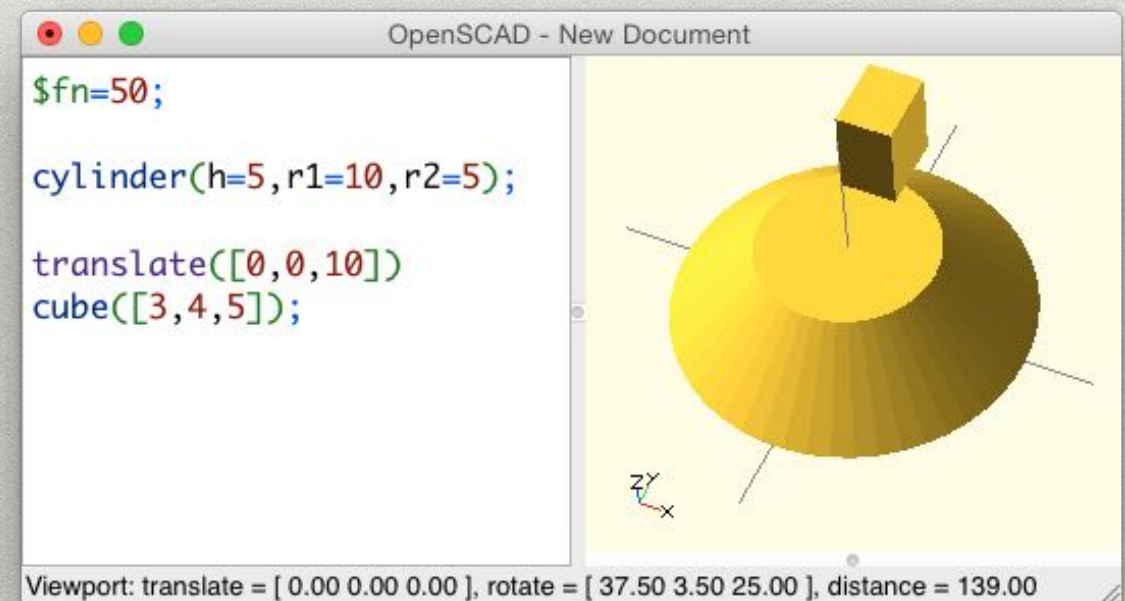 OpenSCAD - New Document
$fn=50;
cylinder(h=5,r1=10,r2=5);
translate([0,0,10])
cube([3,4,5]);
Z Y
X
Viewport: translate = [ 0.00 0.00 0.00 ], rotate = [ 37.50 3.50 25.00 ], distance = 139.00